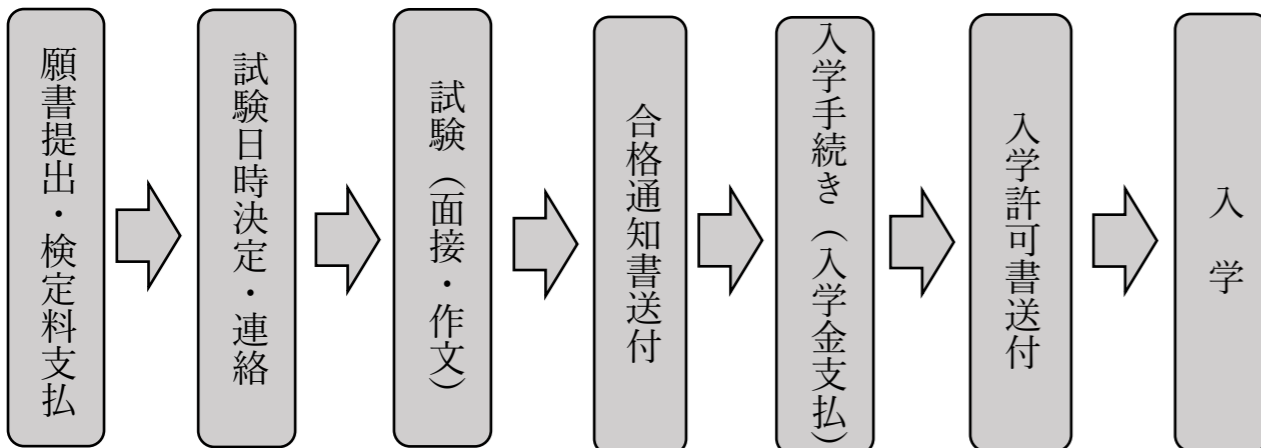 願書提出・検定料支払
試験日時決定・連絡
試験（面接・作文）
合格通知書送付
入学手続き（入学金支払）
入学許可書送付
入学